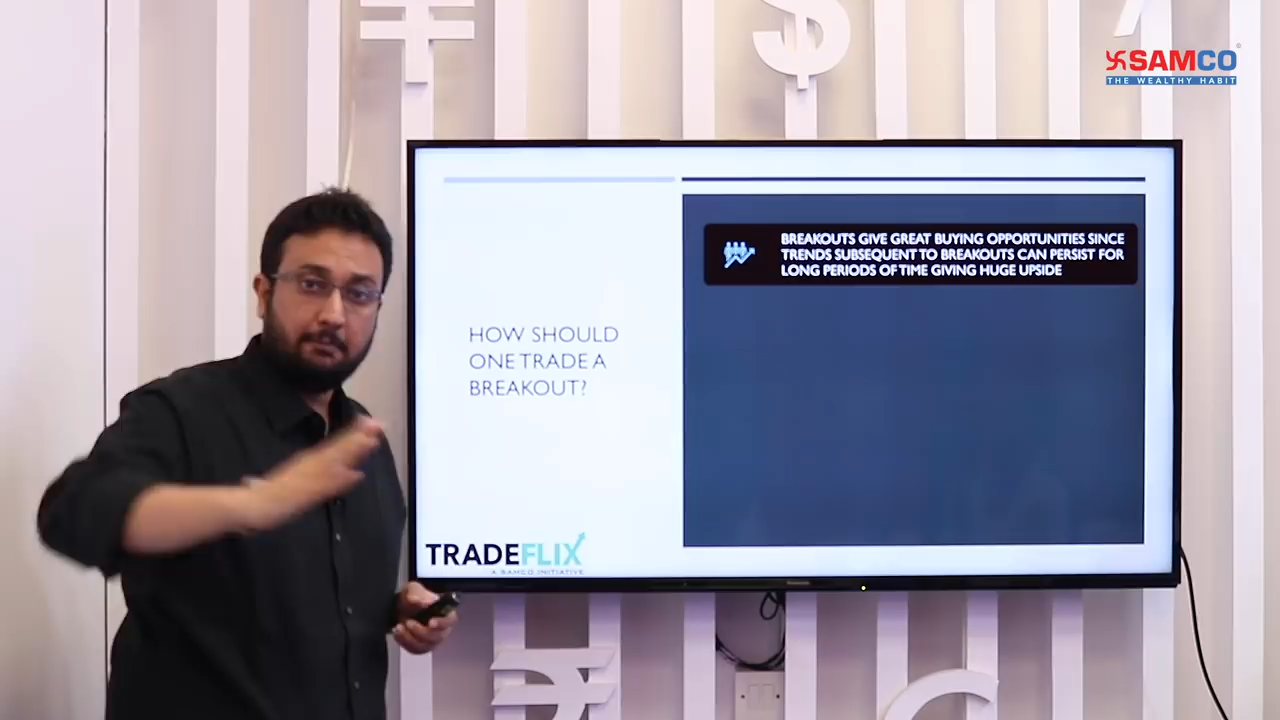 SAMCO
THE WEALTHY HABIT
BREAKOUTS GIVE GREAT BUYING OPPORTUNITIES SINCE
TRENDS SUBSEQUENT TO BREAKOUTS CAN PERSIST FOR
LONG PERIODS OF TIME GIVING HUGE UPSIDE
HOW SHOULD
ONE TRADE A
BREAKOUT?
TRADEFLIX
A SAMCO INITIATIVE
$
₹